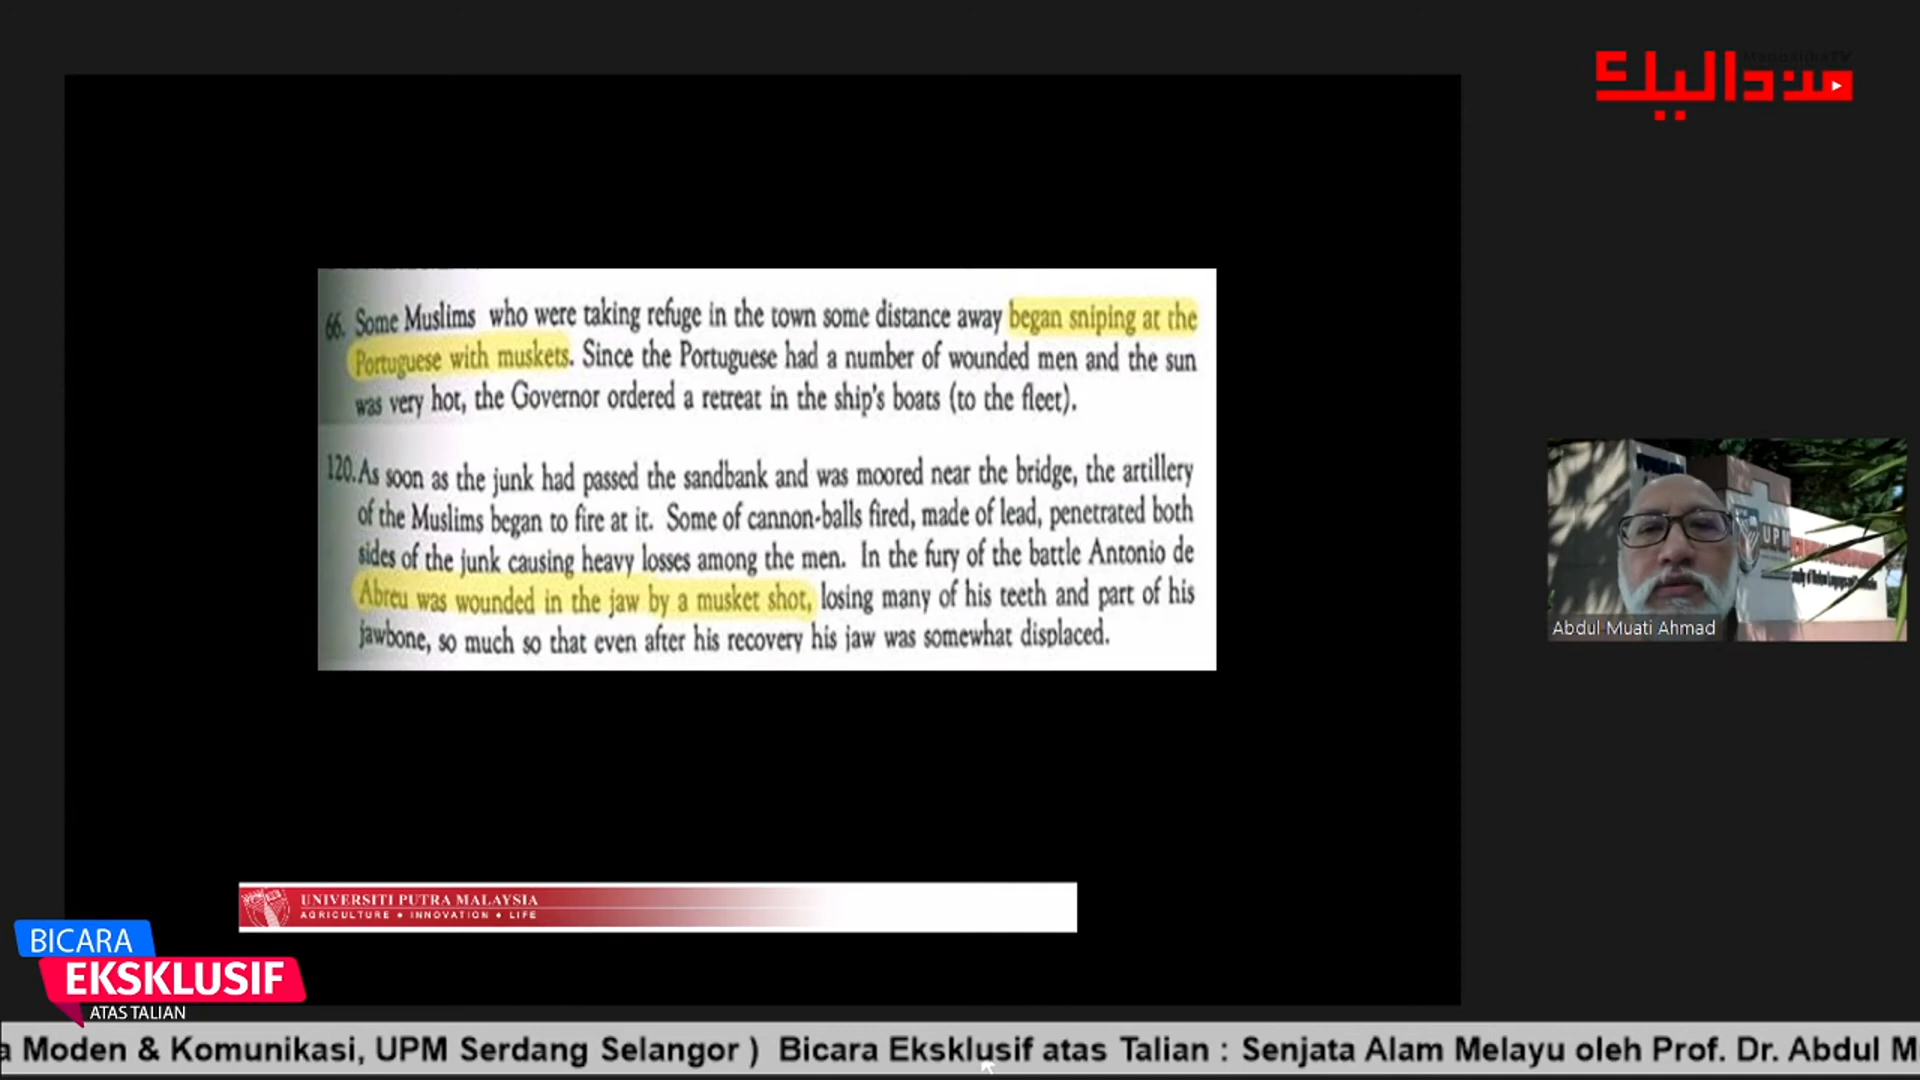 MandalikaTV
منداليك
66. Some Muslims who were taking refuge in the town some distance away began sniping at the
Portuguese with muskets. Since the Portuguese had a number of wounded men and the sun
was very hot, the Governor ordered a retreat in the ship's boats (to the fleet).
120. As soon as the junk had passed the sandbank and was moored near the bridge, the artillery
of the Muslims began to fire at it. Some of cannon-balls fired, made of lead, penetrated both
sides of the junk causing heavy losses among the men. In the fury of the battle Antonio de
Abreu was wounded in the jaw by a musket shot, losing many of his teeth and part of his
jawbone, so much so that even after his recovery his jaw was somewhat displaced.
UPM
Abdul Muati Ahmad
UNIVERSITI PUTRA MALAYSIA
AGRICULTURE • INNOVATION • LIFE
BICARA
EKSKLUSIF
ATAS TALIAN
a Moden & Komunikasi, UPM Serdang Selangor ) Bicara Eksklusif atas Talian : Senjata Alam Melayu oleh Prof. Dr. Abdul M